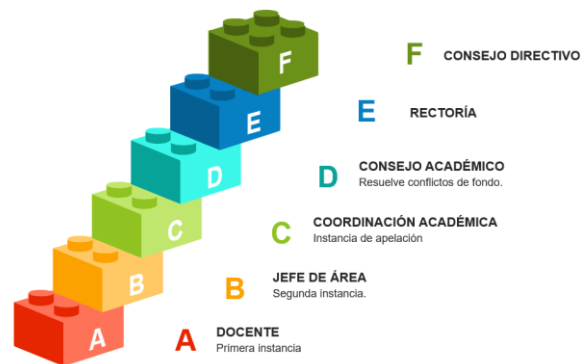 F
F
CONSEJO DIRECTIVO
E
E
RECTORÍA
D
D
CONSEJO ACADÉMICO
Resuelve conflictos de fondo.
C
C
COORDINACIÓN ACADÉMICA
Instancia de apelación
B
B
JEFE DE ÁREA
Segunda instancia.
A
A
DOCENTE
Primera instancia